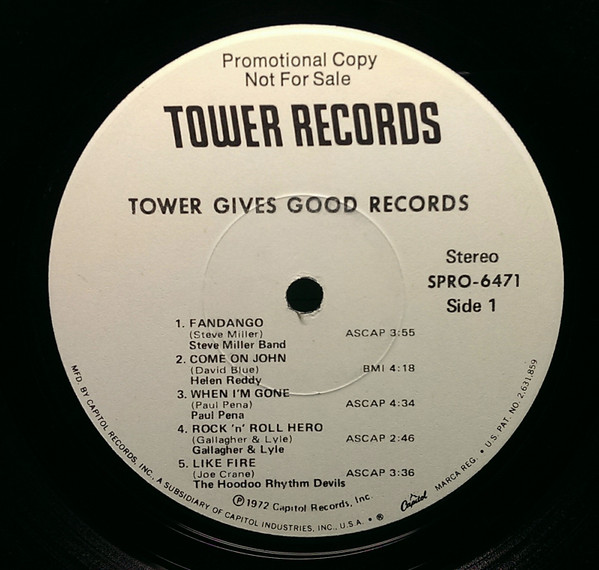 Promotional Copy
Not For Sale
TOWER RECORDS
TOWER GIVES GOOD RECORDS
Stereo
SPRO-6471
Side 1
1. FANDANGO
(Steve Miller) ASCAP 3:55
Steve Miller Band
2. COME ON JOHN
(David Blue) BMI 4:18
Helen Reddy
3. WHEN I'M GONE
(Paul Pena) ASCAP 4:34
Paul Pena
4. ROCK 'n' ROLL HERO
(Gallagher & Lyle) ASCAP 2:46
Gallagher & Lyle
5. LIKE FIRE
(Joe Crane) ASCAP 3:36
The Hoodoo Rhythm Devils
Ⓟ1972 Capitol Records, Inc.
MFD. BY CAPITOL RECORDS, INC., A SUBSIDIARY OF CAPITOL INDUSTRIES, INC., U.S.A. • ® Capitol MARCA REG. • U.S. PAT. NO. 2,631,859